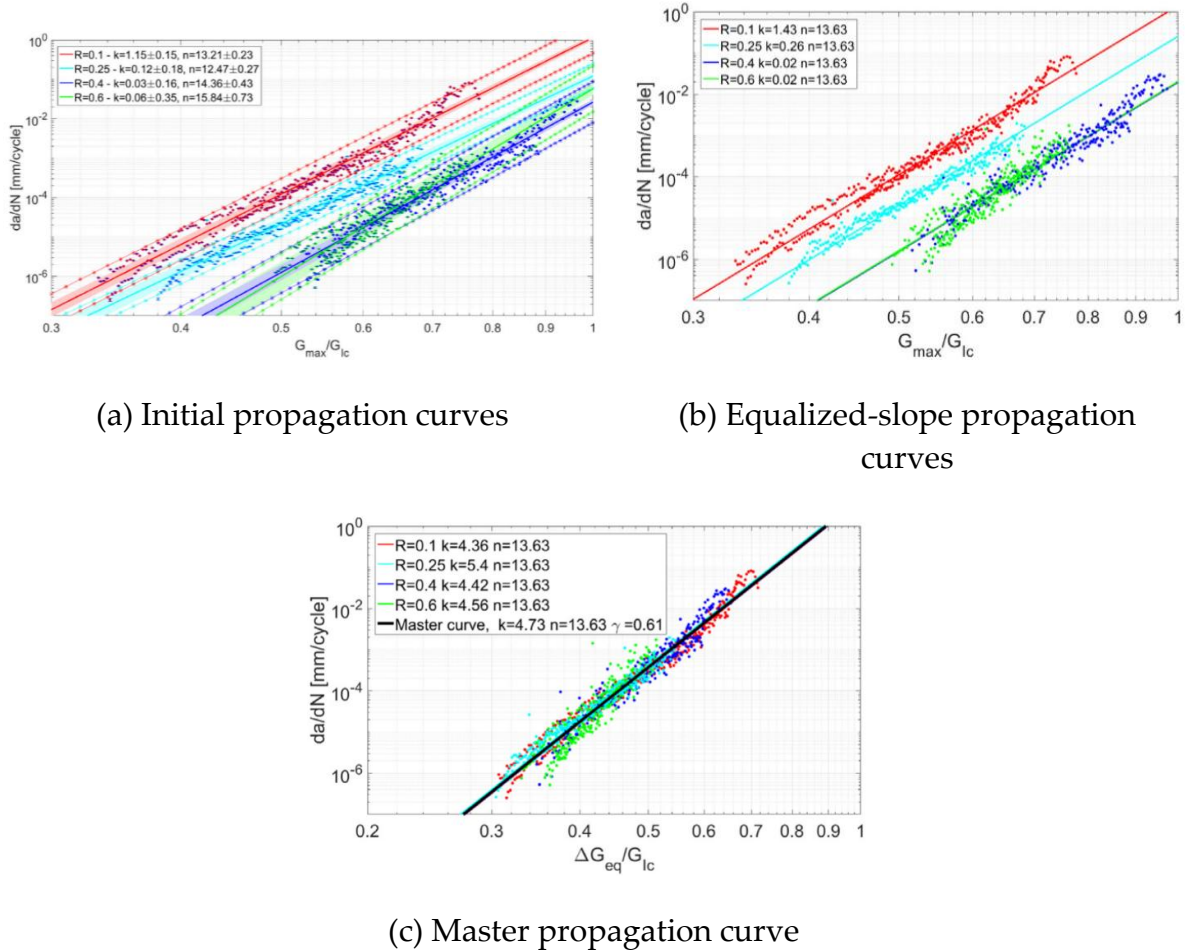 R=0.1 - k=1.15±0.15, n=13.21±0.23
R=0.25 - k=0.12±0.18, n=12.47±0.27
R=0.4 - k=0.03±0.16, n=14.36±0.43
R=0.6 - k=0.06±0.35, n=15.84±0.73
da/dN [mm/cycle]
10^0
10^-2
10^-4
10^-6
0.3 0.4 0.5 0.6 0.7 0.8 0.9 1
G_max/G_Ic
(a) Initial propagation curves
R=0.1 k=1.43 n=13.63
R=0.25 k=0.26 n=13.63
R=0.4 k=0.02 n=13.63
R=0.6 k=0.02 n=13.63
da/dN [mm/cycle]
10^0
10^-2
10^-4
10^-6
0.3 0.4 0.5 0.6 0.7 0.8 0.9 1
G_max/G_Ic
(b) Equalized-slope propagation
curves
R=0.1 k=4.36 n=13.63
R=0.25 k=5.4 n=13.63
R=0.4 k=4.42 n=13.63
R=0.6 k=4.56 n=13.63
Master curve, k=4.73 n=13.63 γ =0.61
da/dN [mm/cycle]
10^0
10^-2
10^-4
10^-6
0.2 0.3 0.4 0.5 0.6 0.7 0.8 0.9 1
ΔG_eq/G_Ic
(c) Master propagation curve